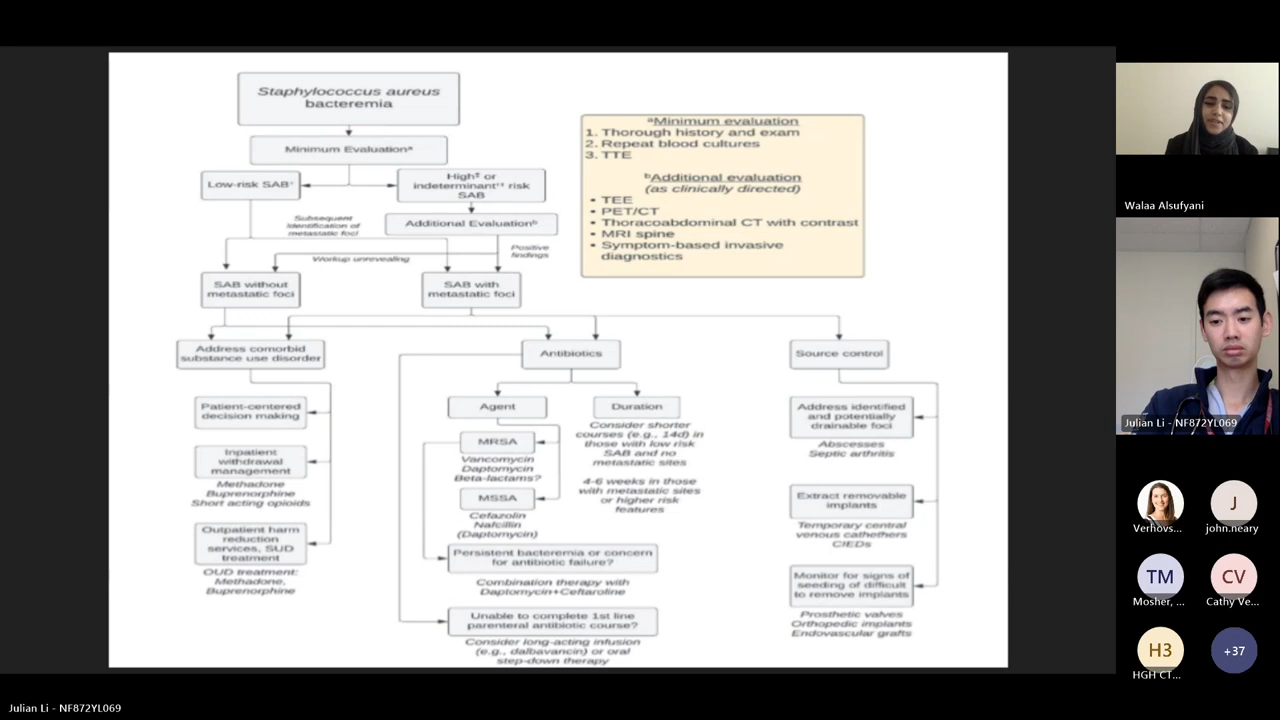 Staphylococcus aureus
bacteremia
Minimum Evaluationᵃ
Low-risk SAB
High‡ or
indeterminant†† risk
SAB
Additional Evaluationᵇ
Subsequent
identification of
metastatic foci
Positive
findings
Workup unrevealing
SAB without
metastatic foci
SAB with
metastatic foci
ᵃMinimum evaluation
1. Thorough history and exam
2. Repeat blood cultures
3. TTE
ᵇAdditional evaluation
(as clinically directed)
• TEE
• PET/CT
• Thoracoabdominal CT with contrast
• MRI spine
• Symptom-based invasive
diagnostics
Address comorbid
substance use disorder
Patient-centered
decision making
Inpatient
withdrawal
management
Methadone
Buprenorphine
Short acting opioids
Outpatient harm
reduction
services, SUD
treatment
OUD treatment:
Methadone,
Buprenorphine
Antibiotics
Agent
MRSA
Vancomycin
Daptomycin
Beta-lactams?
MSSA
Cefazolin
Nafcillin
(Daptomycin)
Duration
Consider shorter
courses (e.g., 14d) in
those with low risk
SAB and no
metastatic sites
4-6 weeks in those
with metastatic sites
or higher risk
features
Persistent bacteremia or concern
for antibiotic failure?
Combination therapy with
Daptomycin+Ceftaroline
Unable to complete 1st line
parenteral antibiotic course?
Consider long-acting infusion
(e.g., dalbavancin) or oral
step-down therapy
Source control
Address identified
and potentially
drainable foci
Abscesses
Septic arthritis
Extract removable
implants
Temporary central
venous cathethers
CIEDs
Monitor for signs of
seeding of difficult
to remove implants
Prosthetic valves
Orthopedic implants
Endovascular grafts
Walaa Alsufyani
Julian Li - NF872YL069
Verhovs...
J
john.neary
TM
Mosher, ...
CV
Cathy Ve...
H3
HGH CT...
+37
Julian Li - NF872YL069